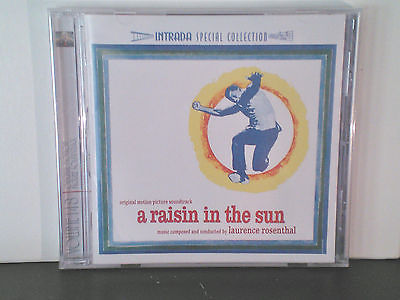 INTRADA SPECIAL COLLECTION
original motion picture soundtrack
a raisin in the sun
music composed and conducted by laurence rosenthal